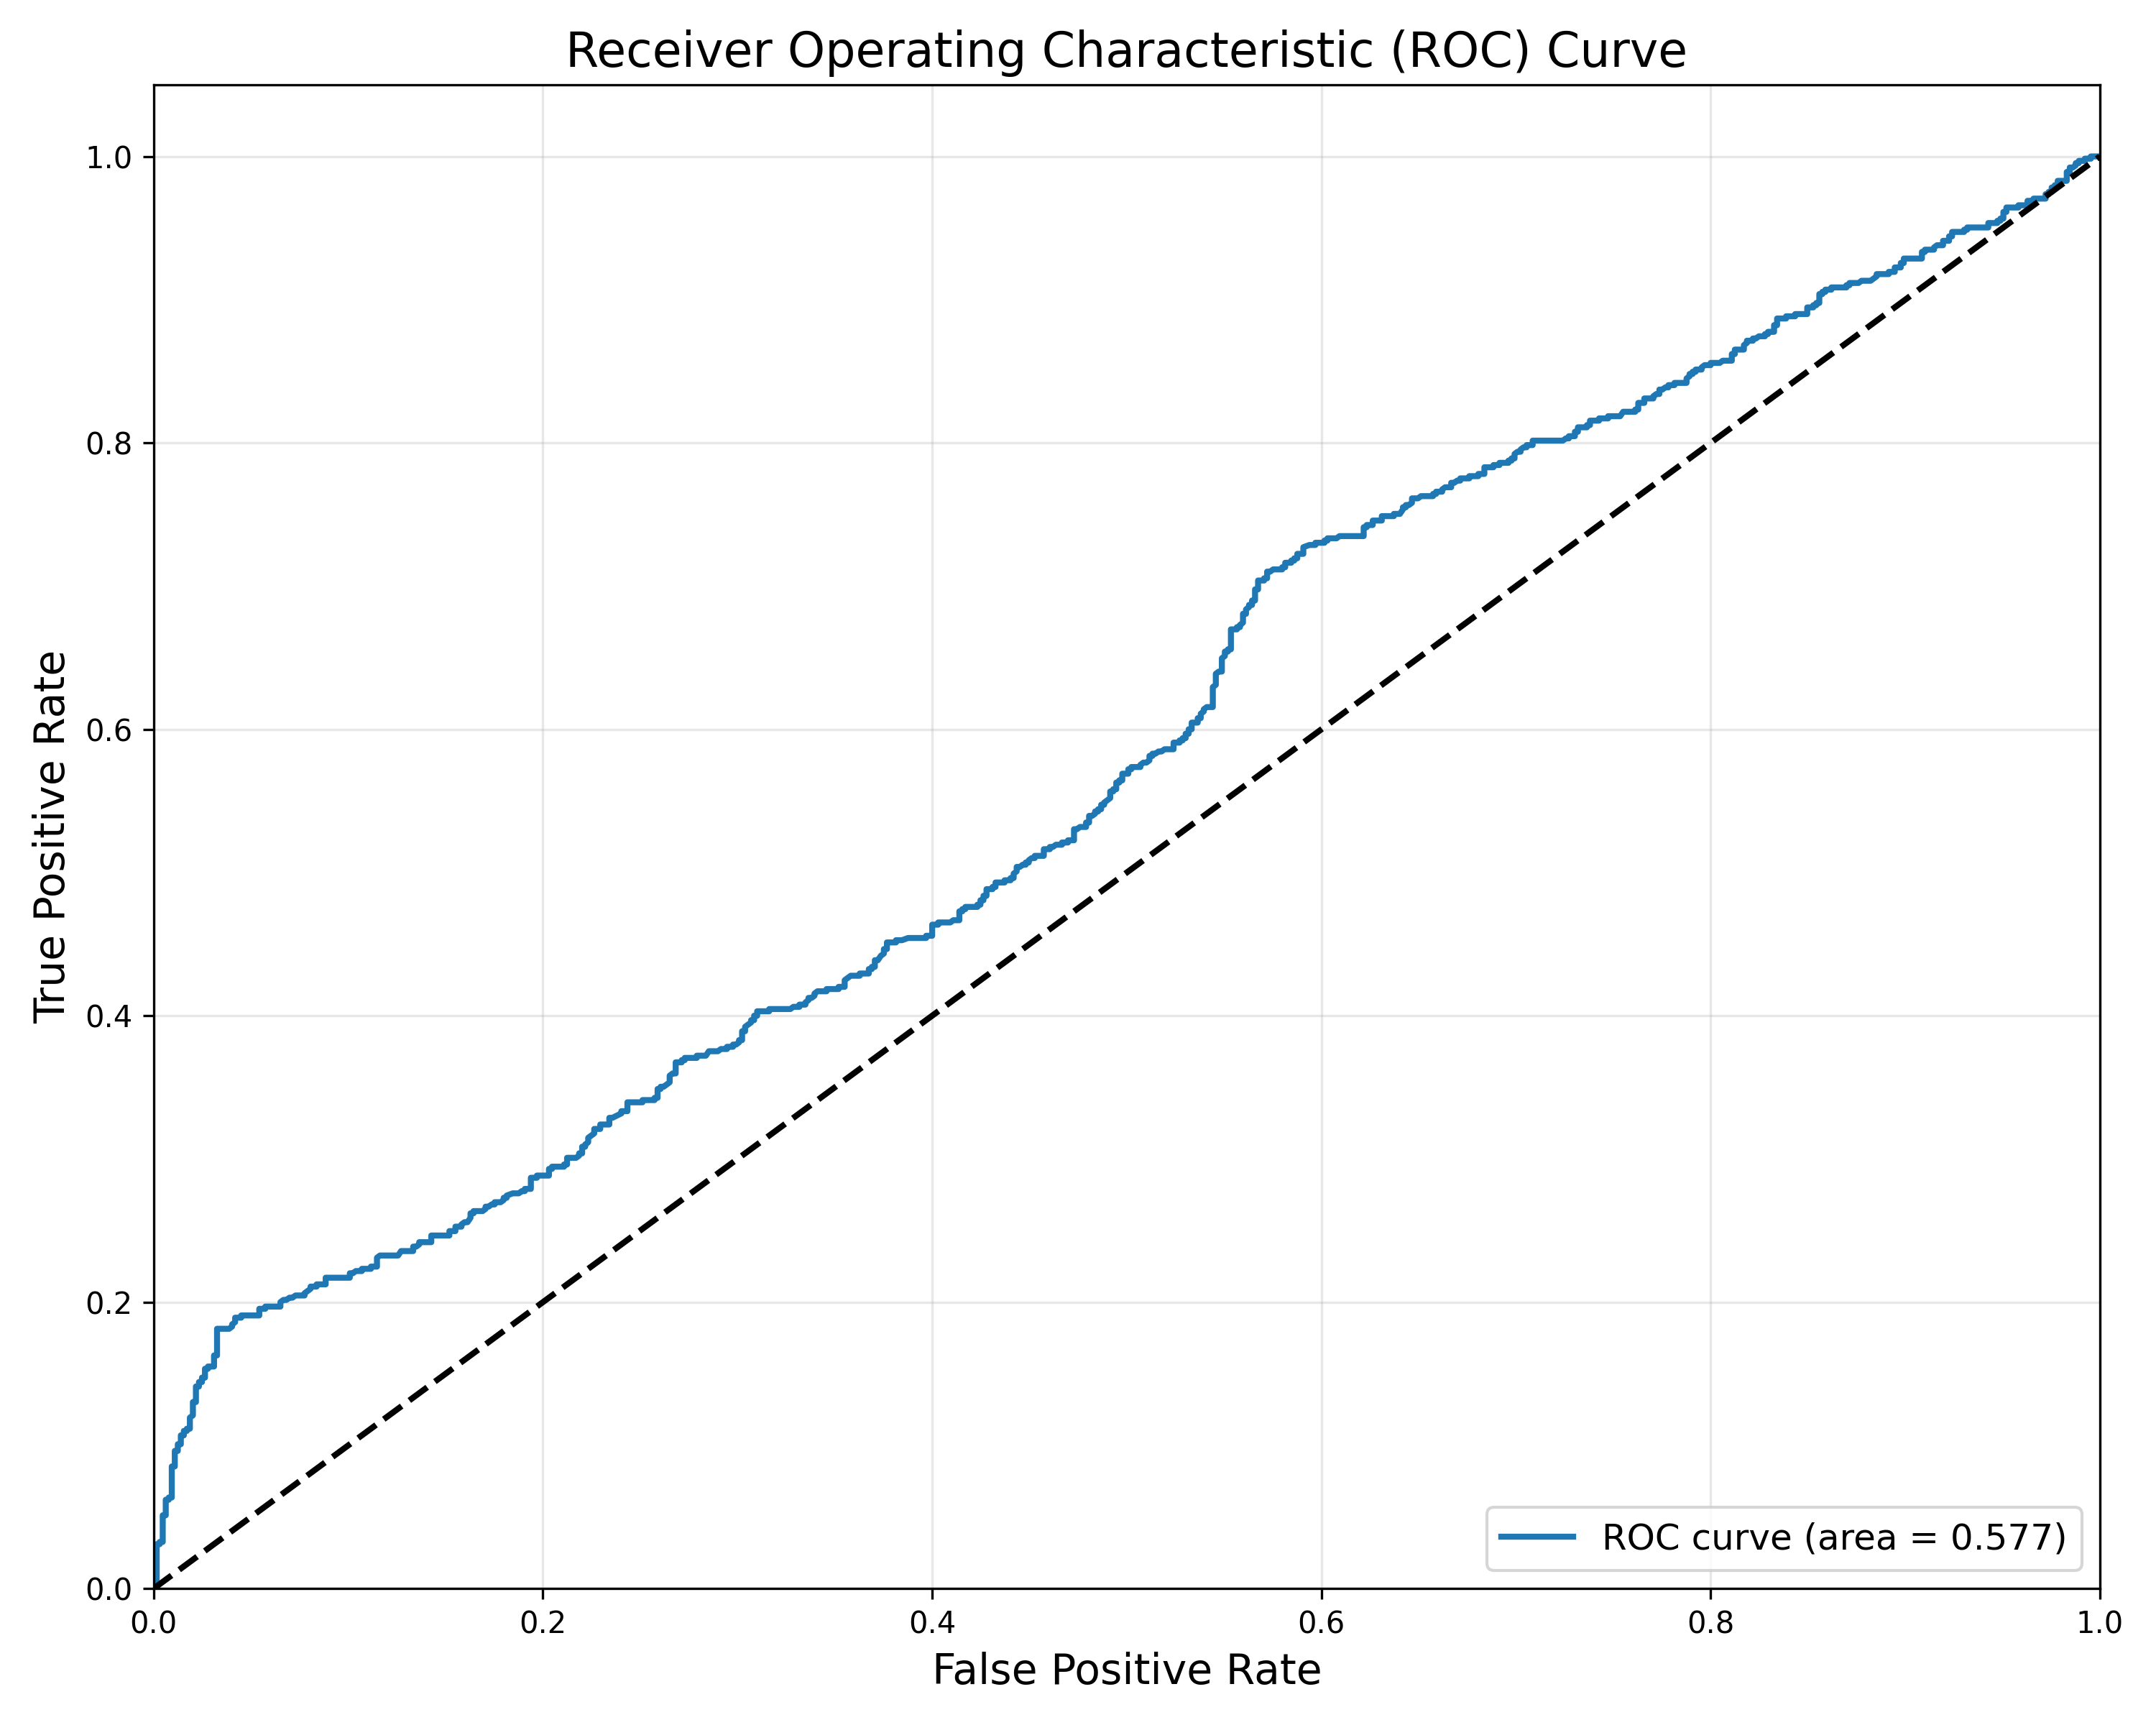 Receiver Operating Characteristic (ROC) Curve
1.0
0.8
0.6
0.4
0.2
0.0
True Positive Rate
0.0 0.2 0.4 0.6 0.8 1.0
False Positive Rate
ROC curve (area = 0.577)